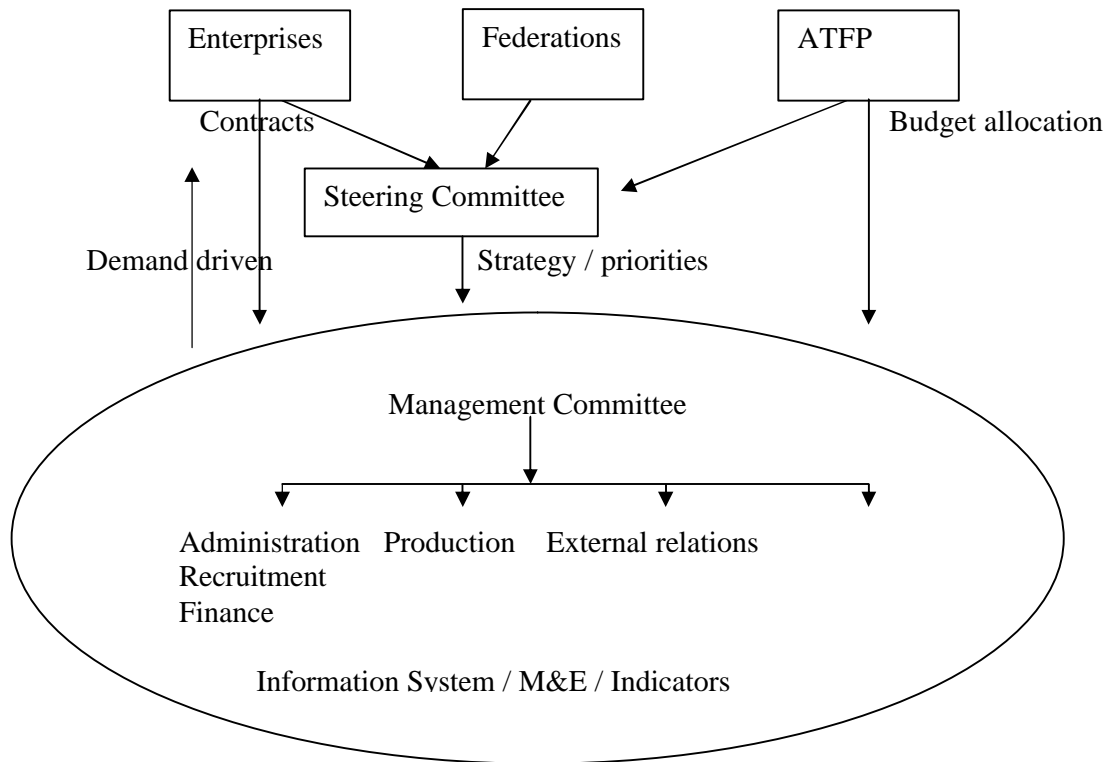 Enterprises
Federations
ATFP
Contracts
Budget allocation
Steering Committee
Demand driven
Strategy / priorities
Management Committee
Administration Production External relations
Recruitment
Finance
Information System / M&E / Indicators